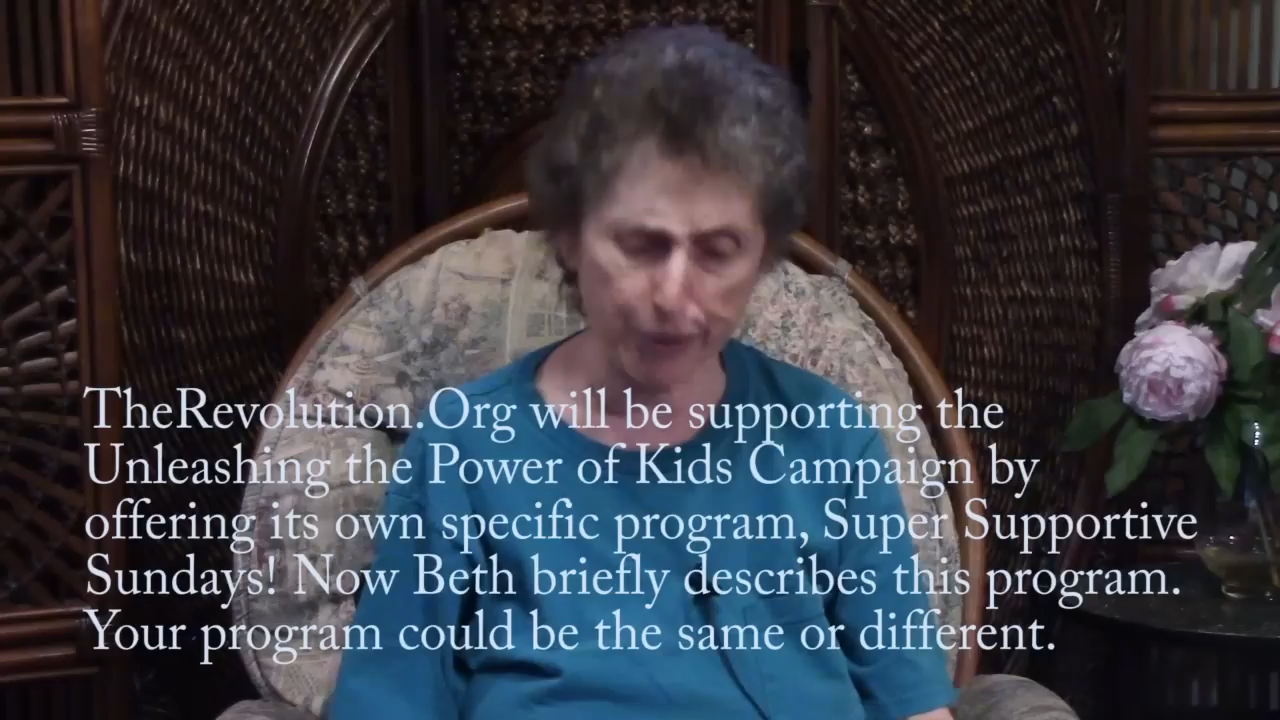 TheRevolution.Org will be supporting the
Unleashing the Power of Kids Campaign by
offering its own specific program, Super Supportive
Sundays! Now Beth briefly describes this program.
Your program could be the same or different.